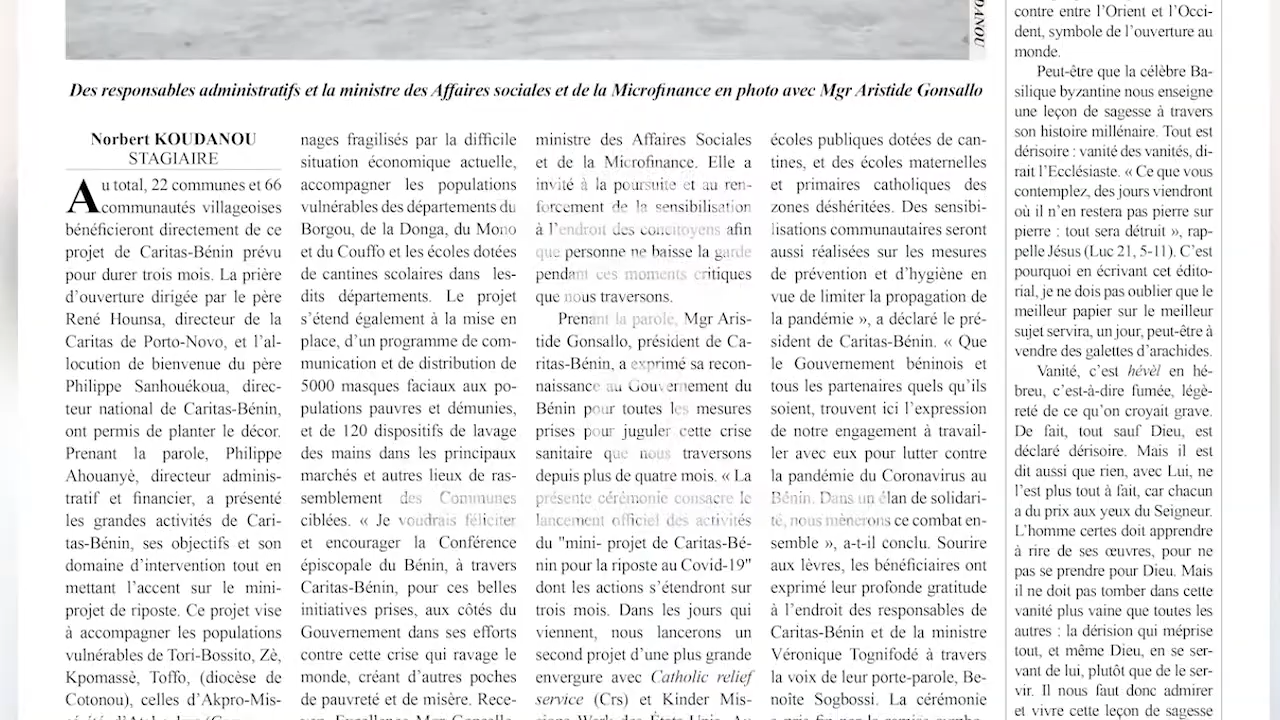 DANOU
Des responsables administratifs et la ministre des Affaires sociales et de la Microfinance en photo avec Mgr Aristide Gonsallo
Norbert KOUDANOU
STAGIAIRE
Au total, 22 communes et 66
communautés villageoises
bénéficieront directement de ce
projet de Caritas-Bénin prévu
pour durer trois mois. La prière
d’ouverture dirigée par le père
René Hounsa, directeur de la
Caritas de Porto-Novo, et l’al-
locution de bienvenue du père
Philippe Sanhouékoua, direc-
teur national de Caritas-Bénin,
ont permis de planter le décor.
Prenant la parole, Philippe
Ahouanyè, directeur adminis-
tratif et financier, a présenté
les grandes activités de Cari-
tas-Bénin, ses objectifs et son
domaine d’intervention tout en
mettant l’accent sur le mini-
projet de riposte. Ce projet vise
à accompagner les populations
vulnérables de Tori-Bossito, Zè,
Kpomassè, Toffo, (diocèse de
Cotonou), celles d’Akpro-Mis-
nages fragilisés par la difficile
situation économique actuelle,
accompagner les populations
vulnérables des départements du
Borgou, de la Donga, du Mono
et du Couffo et les écoles dotées
de cantines scolaires dans les-
dits départements. Le projet
s’étend également à la mise en
place, d’un programme de com-
munication et de distribution de
5000 masques faciaux aux po-
pulations pauvres et démunies,
et de 120 dispositifs de lavage
des mains dans les principaux
marchés et autres lieux de ras-
semblement des Communes
ciblées. « Je voudrais féliciter
et encourager la Conférence
épiscopale du Bénin, à travers
Caritas-Bénin, pour ces belles
initiatives prises, aux côtés du
Gouvernement dans ses efforts
contre cette crise qui ravage le
monde, créant d’autres poches
de pauvreté et de misère. Rece-
ministre des Affaires Sociales
et de la Microfinance. Elle a
invité à la poursuite et au ren-
forcement de la sensibilisation
à l’endroit des concitoyens afin
que personne ne baisse la garde
pendant ces moments critiques
que nous traversons.
Prenant la parole, Mgr Aris-
tide Gonsallo, président de Ca-
ritas-Bénin, a exprimé sa recon-
naissance au Gouvernement du
Bénin pour toutes les mesures
prises pour juguler cette crise
sanitaire que nous traversons
depuis plus de quatre mois. « La
présente cérémonie consacre le
lancement officiel des activités
du "mini- projet de Caritas-Bé-
nin pour la riposte au Covid-19"
dont les actions s’étendront sur
trois mois. Dans les jours qui
viennent, nous lancerons un
second projet d’une plus grande
envergure avec Catholic relief
service (Crs) et Kinder Mis-
écoles publiques dotées de can-
tines, et des écoles maternelles
et primaires catholiques des
zones déshéritées. Des sensibi-
lisations communautaires seront
aussi réalisées sur les mesures
de prévention et d’hygiène en
vue de limiter la propagation de
la pandémie », a déclaré le pré-
sident de Caritas-Bénin. « Que
le Gouvernement béninois et
tous les partenaires quels qu’ils
soient, trouvent ici l’expression
de notre engagement à travail-
ler avec eux pour lutter contre
la pandémie du Coronavirus au
Bénin. Dans un élan de solidari-
té, nous mènerons ce combat en-
semble », a-t-il conclu. Sourire
aux lèvres, les bénéficiaires ont
exprimé leur profonde gratitude
à l’endroit des responsables de
Caritas-Bénin et de la ministre
Véronique Tognifodé à travers
la voix de leur porte-parole, Be-
noîte Sogbossi. La cérémonie
contre entre l’Orient et l’Occi-
dent, symbole de l’ouverture au
monde.
Peut-être que la célèbre Ba-
silique byzantine nous enseigne
une leçon de sagesse à travers
son histoire millénaire. Tout est
dérisoire : vanité des vanités, di-
rait l’Ecclésiaste. « Ce que vous
contemplez, des jours viendront
où il n’en restera pas pierre sur
pierre : tout sera détruit », rap-
pelle Jésus (Luc 21, 5-11). C’est
pourquoi en écrivant cet édito-
rial, je ne dois pas oublier que le
meilleur papier sur le meilleur
sujet servira, un jour, peut-être à
vendre des galettes d’arachides.
Vanité, c’est hévèl en hé-
breu, c’est-à-dire fumée, légè-
reté de ce qu’on croyait grave.
De fait, tout sauf Dieu, est
déclaré dérisoire. Mais il est
dit aussi que rien, avec Lui, ne
l’est plus tout à fait, car chacun
a du prix aux yeux du Seigneur.
L’homme certes doit apprendre
à rire de ses œuvres, pour ne
pas se prendre pour Dieu. Mais
il ne doit pas tomber dans cette
vanité plus vaine que toutes les
autres : la dérision qui méprise
tout, et même Dieu, en se ser-
vant de lui, plutôt que de le ser-
vir. Il nous faut donc admirer
et vivre cette leçon de sagesse